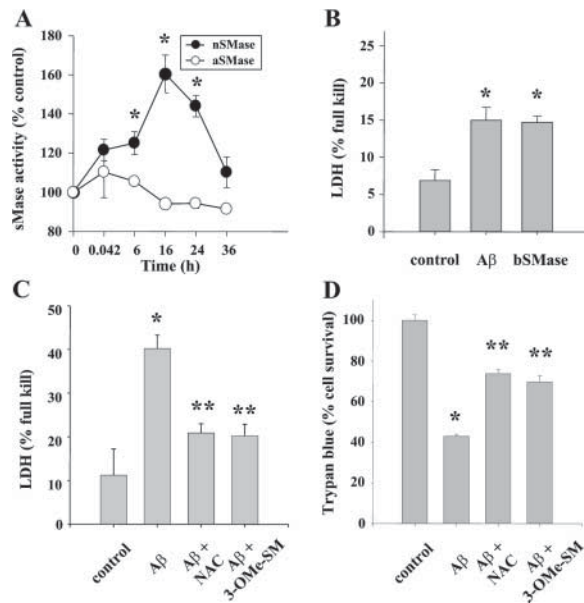 A
sMase activity (% control)
180
160
140
120
100
80
nSMase
aSMase
*
*
*
0 0.042 6 16 24 36
Time (h)
B
LDH (% full kill)
25
20
15
10
5
0
*
*
control Aβ bSMase
C
LDH (% full kill)
50
40
30
20
10
0
*
**
**
control
Aβ
Aβ +
NAC
Aβ +
3-OMe-SM
D
Trypan blue (% cell survival)
100
80
60
40
20
0
*
**
**
control
Aβ
Aβ +
NAC
Aβ +
3-OMe-SM